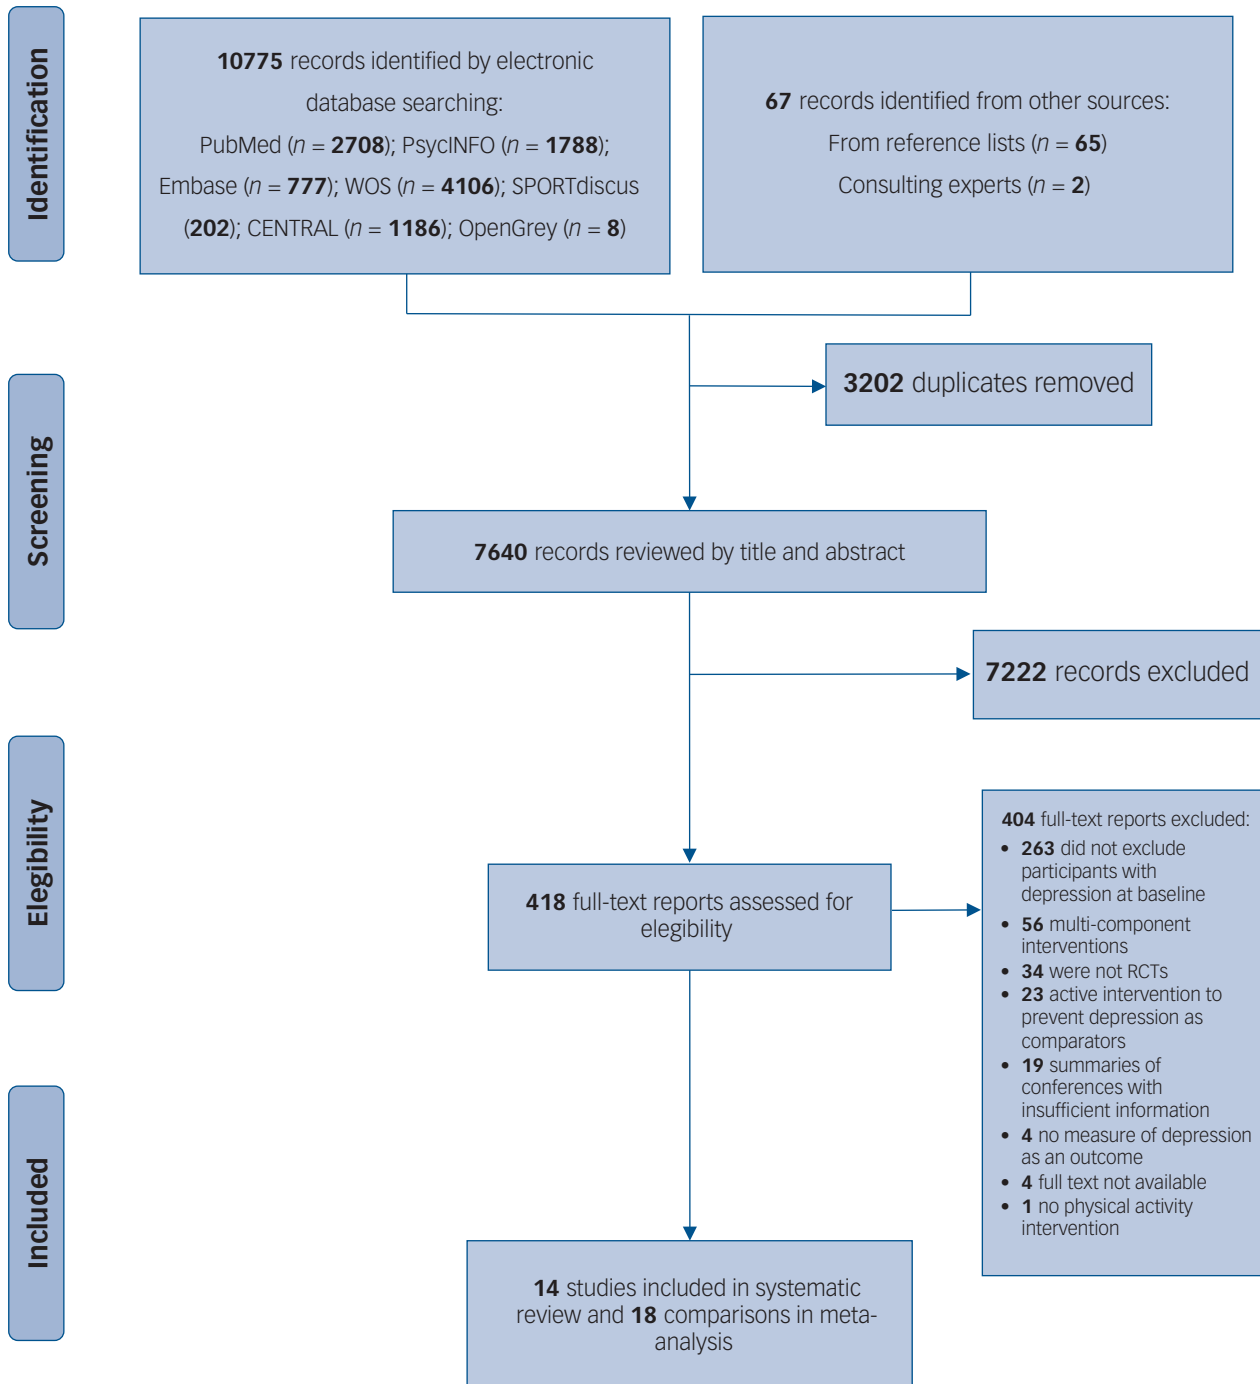 Identification
10775 records identified by electronic
database searching:
PubMed (n = 2708); PsycINFO (n = 1788);
Embase (n = 777); WOS (n = 4106); SPORTdiscus
(202); CENTRAL (n = 1186); OpenGrey (n = 8)
67 records identified from other sources:
From reference lists (n = 65)
Consulting experts (n = 2)
3202 duplicates removed
Screening
7640 records reviewed by title and abstract
7222 records excluded
Elegibility
418 full-text reports assessed for
elegibility
404 full-text reports excluded:
• 263 did not exclude
participants with
depression at baseline
• 56 multi-component
interventions
• 34 were not RCTs
• 23 active intervention to
prevent depression as
comparators
• 19 summaries of
conferences with
insufficient information
• 4 no measure of depression
as an outcome
• 4 full text not available
• 1 no physical activity
intervention
Included
14 studies included in systematic
review and 18 comparisons in meta-
analysis